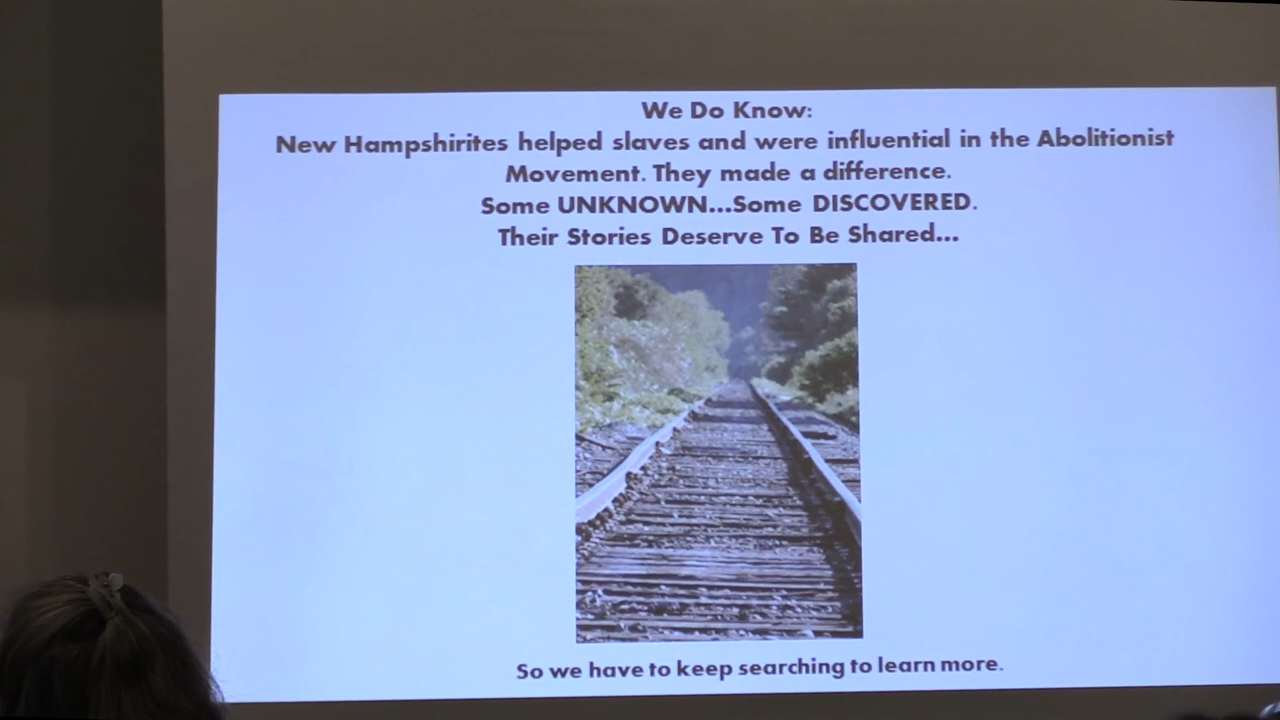 We Do Know:
New Hampshirites helped slaves and were influential in the Abolitionist
Movement. They made a difference.
Some UNKNOWN...Some DISCOVERED.
Their Stories Deserve To Be Shared...
So we have to keep searching to learn more.